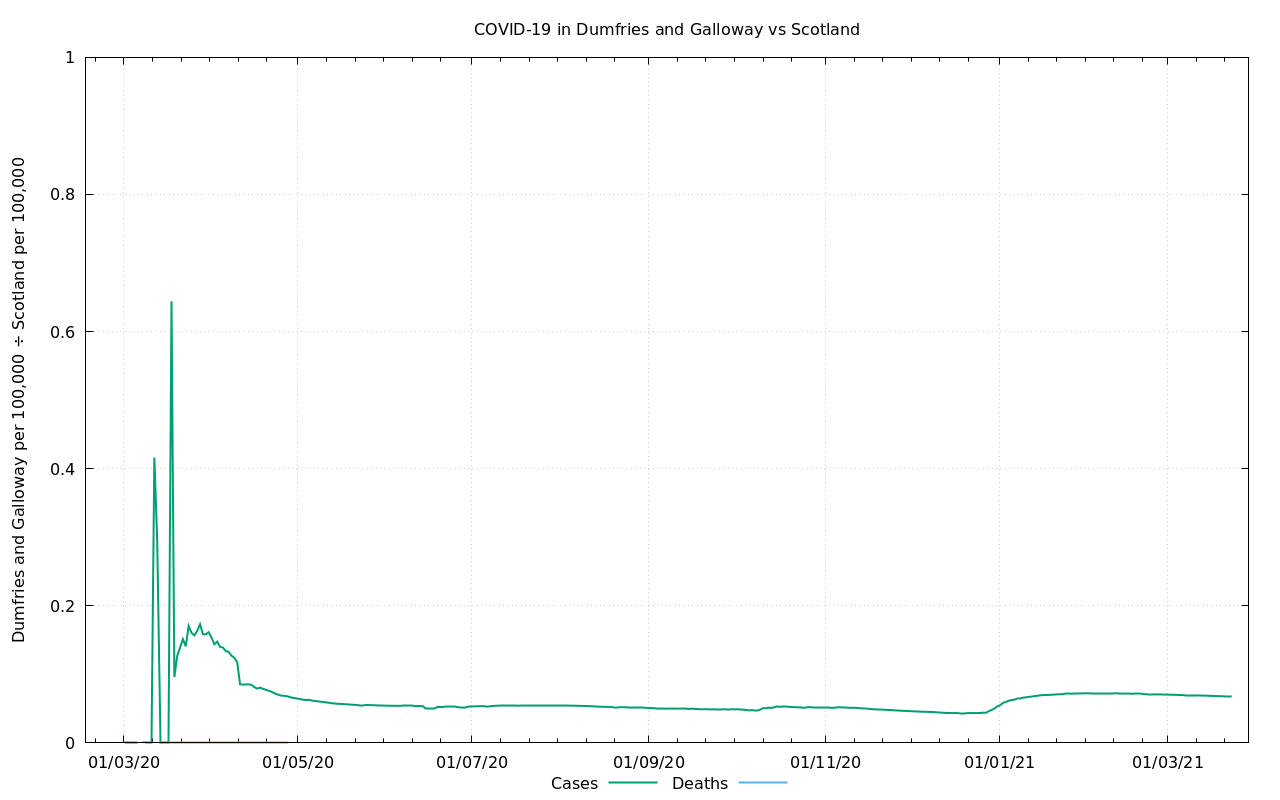 COVID-19 in Dumfries and Galloway vs Scotland
Dumfries and Galloway per 100,000 ÷ Scotland per 100,000
1
0.8
0.6
0.4
0.2
0
01/03/20 01/05/20 01/07/20 01/09/20 01/11/20 01/01/21 01/03/21
Cases Deaths